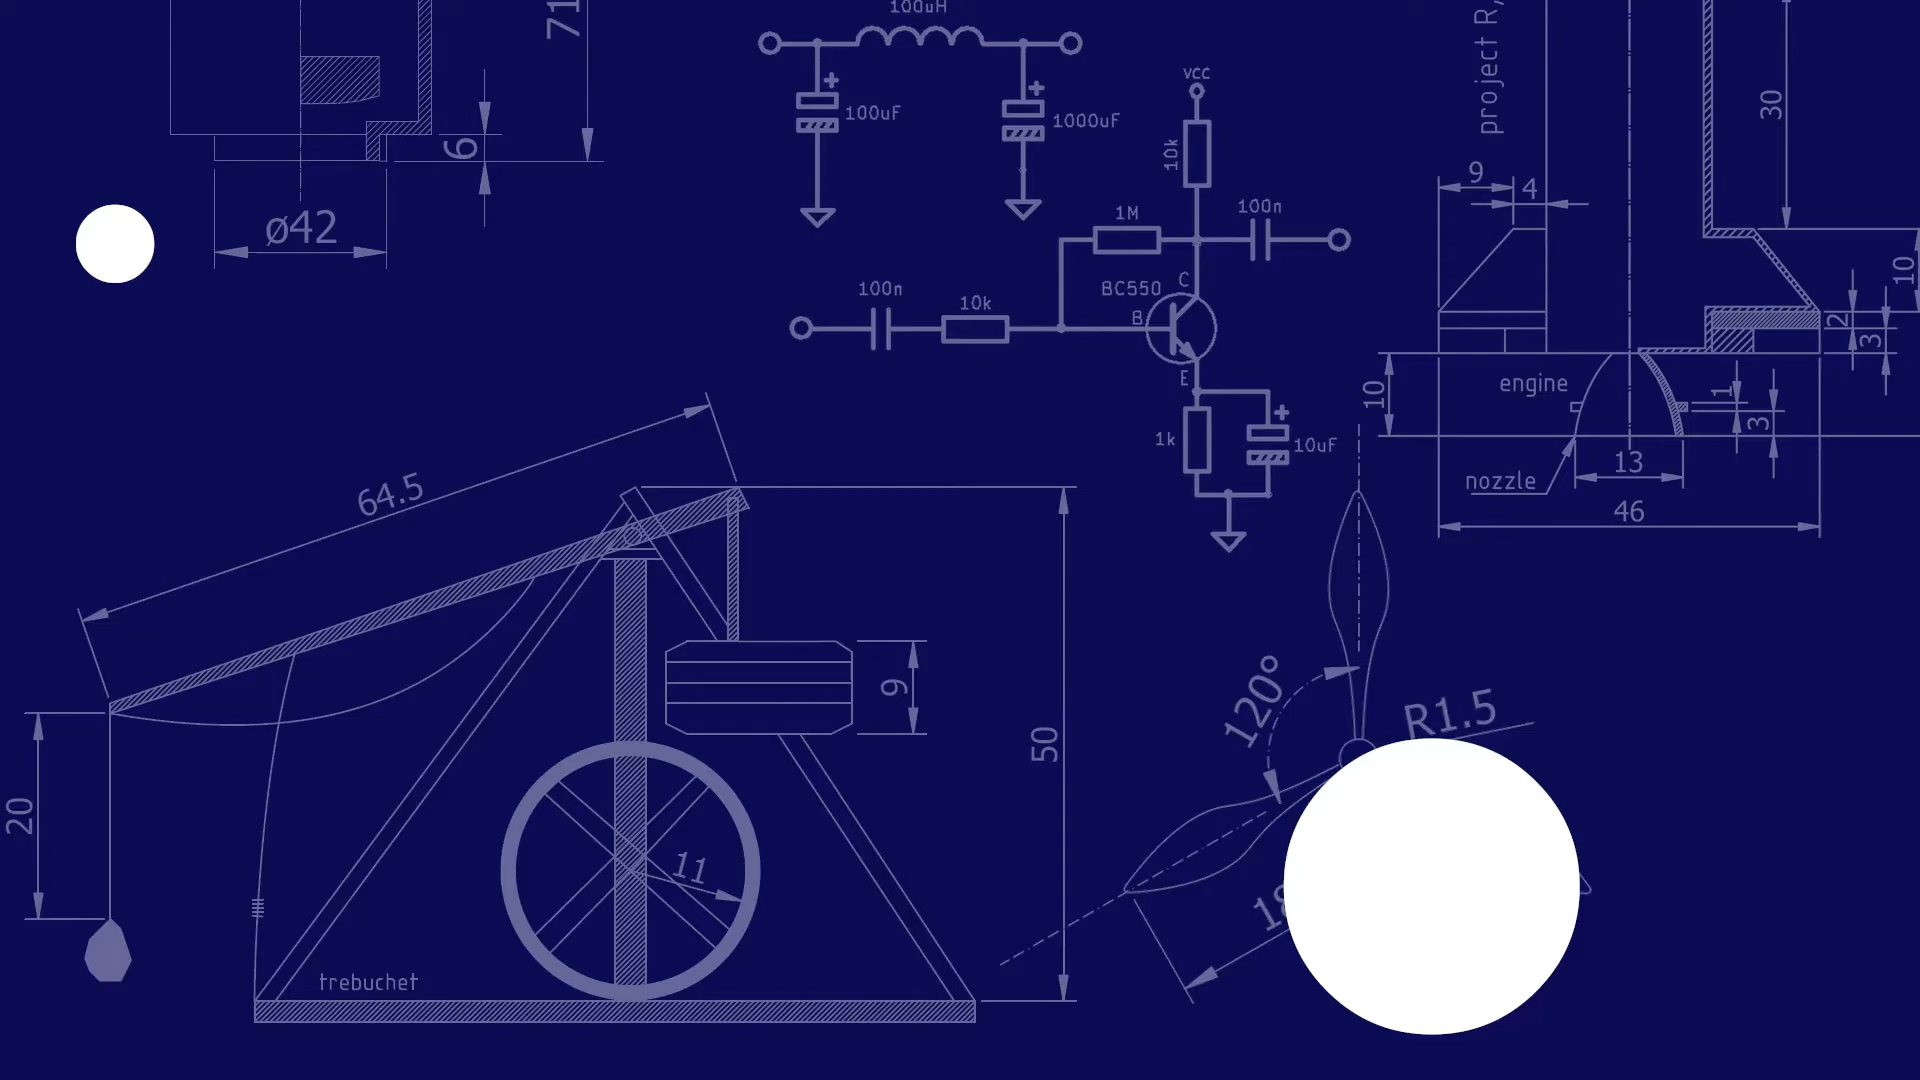 71
6
ø42
100uH
+
100uF
+
1000uF
VCC
10k
1M
100n
100n
10k
BC550
C
B
E
1k
+
10uF
project R,
30
9
4
10
2
3
10
engine
1
3
nozzle
13
46
64.5
9
50
20
11
trebuchet
120°
R1.5